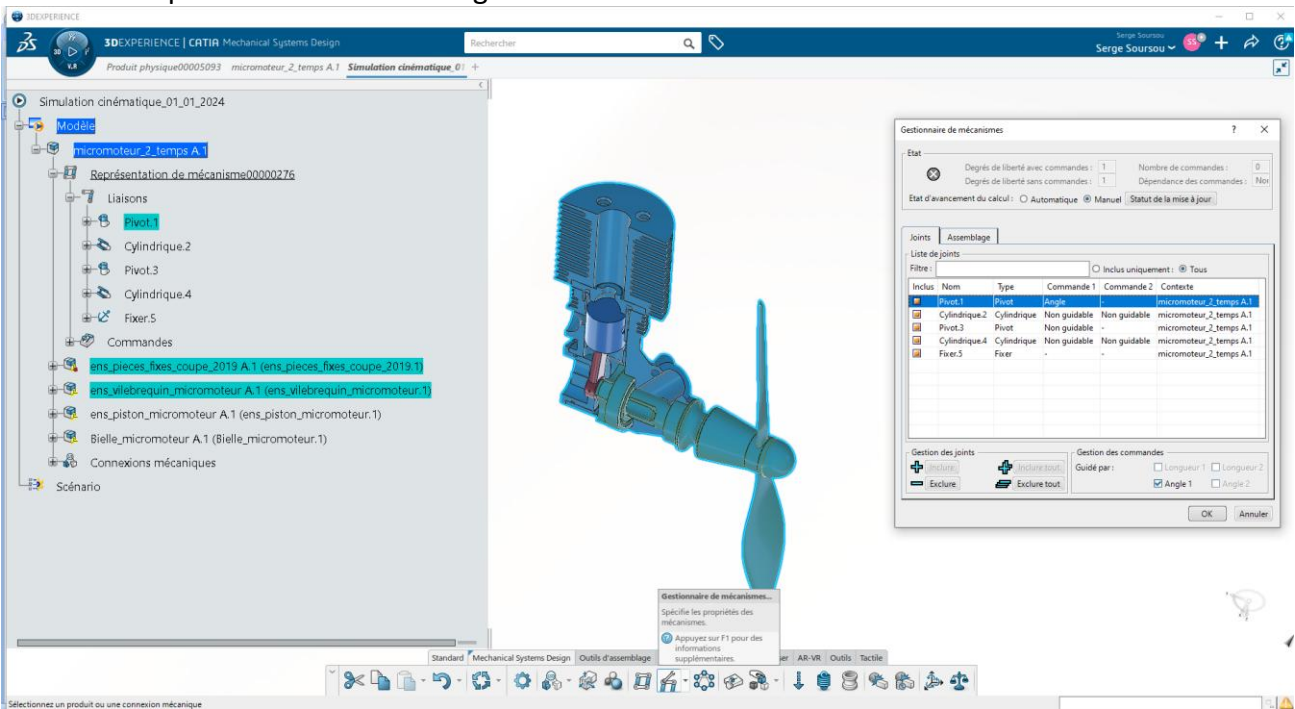 3DEXPERIENCE
3DEXPERIENCE | CATIA Mechanical Systems Design
Rechercher
Serge Soursou
Serge Soursou
SS
3D
V.R
Produit physique00005093 micromoteur_2_temps A.1 Simulation cinématique_01 +
Simulation cinématique_01_01_2024
Modèle
micromoteur_2_temps A.1
Représentation de mécanisme00000276
Liaisons
Pivot.1
Cylindrique.2
Pivot.3
Cylindrique.4
Fixer.5
Commandes
ens_pieces_fixes_coupe_2019 A.1 (ens_pieces_fixes_coupe_2019.1)
ens_vilebrequin_micromoteur A.1 (ens_vilebrequin_micromoteur.1)
ens_piston_micromoteur A.1 (ens_piston_micromoteur.1)
Bielle_micromoteur A.1 (Bielle_micromoteur.1)
Connexions mécaniques
Scénario
Gestionnaire de mécanismes ? ×
Etat
Degrés de liberté avec commandes : 1 Nombre de commandes : 0
Degrés de liberté sans commandes : 1 Dépendance des commandes : Nor
Etat d'avancement du calcul : Automatique Manuel Statut de la mise à jour
Joints Assemblage
Liste de joints
Filtre : Inclus uniquement : Tous
Inclus Nom Type Commande 1 Commande 2 Contexte
Pivot.1 Pivot Angle - micromoteur_2_temps A.1
Cylindrique.2 Cylindrique Non guidable Non guidable micromoteur_2_temps A.1
Pivot.3 Pivot Non guidable - micromoteur_2_temps A.1
Cylindrique.4 Cylindrique Non guidable Non guidable micromoteur_2_temps A.1
Fixer.5 Fixer - - micromoteur_2_temps A.1
Gestion des joints Gestion des commandes
Inclure Inclure tout Guidé par : Longueur 1 Longueur 2
Exclure Exclure tout Angle 1 Angle 2
OK Annuler
Gestionnaire de mécanismes...
Spécifie les propriétés des
mécanismes.
Appuyez sur F1 pour des
informations
supplémentaires.
Standard Mechanical Systems Design Outils d'assemblage AR-VR Outils Tactile
Sélectionnez un produit ou une connexion mécanique